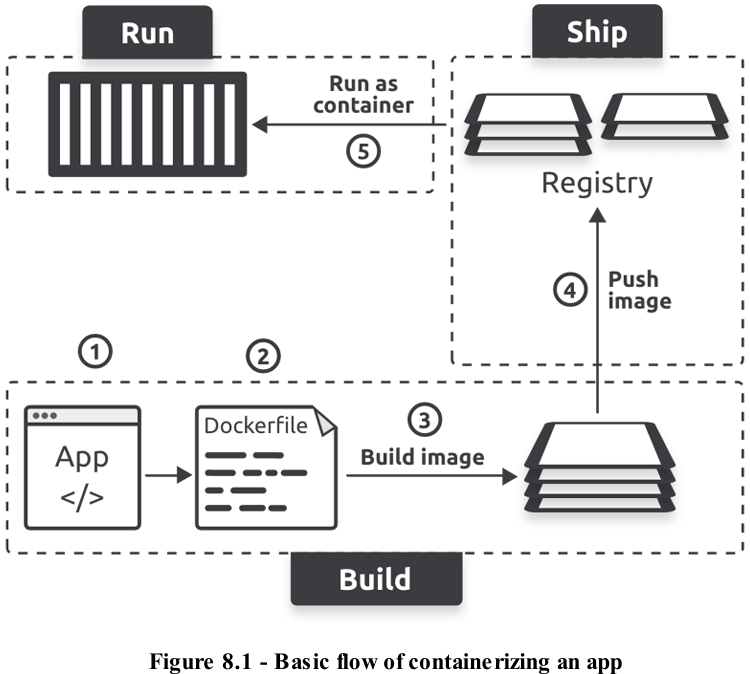 Run
Ship
Run as
container
5
Registry
4
Push
image
1
2
App
</>
Dockerfile
3
Build image
Build
Figure 8.1 - Basic flow of containerizing an app